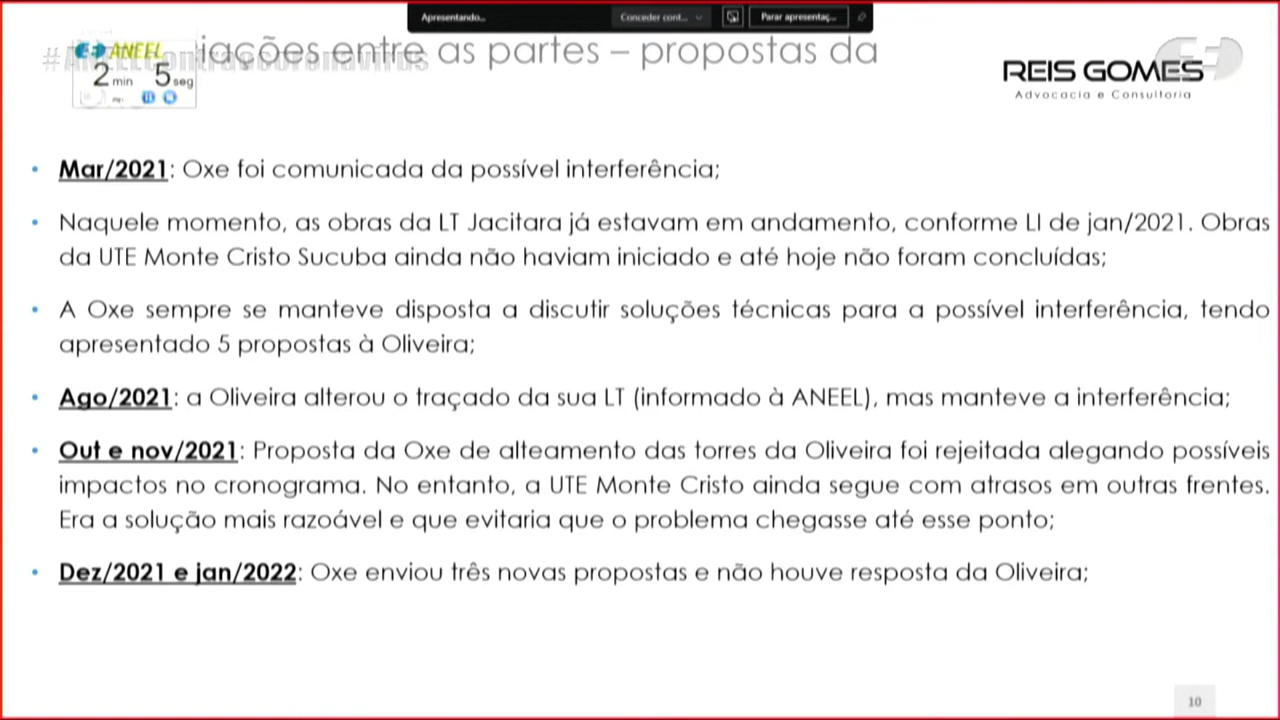 Apresentando...
Conceder cont...
Parar apresentaç...
iações entre as partes – propostas da
ANEEL
2 min 5 seg
REIS GOMES
Advocacia e Consultoria
• Mar/2021: Oxe foi comunicada da possível interferência;
• Naquele momento, as obras da LT Jacitara já estavam em andamento, conforme LI de jan/2021. Obras
da UTE Monte Cristo Sucuba ainda não haviam iniciado e até hoje não foram concluídas;
• A Oxe sempre se manteve disposta a discutir soluções técnicas para a possível interferência, tendo
apresentado 5 propostas à Oliveira;
• Ago/2021: a Oliveira alterou o traçado da sua LT (informado à ANEEL), mas manteve a interferência;
• Out e nov/2021: Proposta da Oxe de alteamento das torres da Oliveira foi rejeitada alegando possíveis
impactos no cronograma. No entanto, a UTE Monte Cristo ainda segue com atrasos em outras frentes.
Era a solução mais razoável e que evitaria que o problema chegasse até esse ponto;
• Dez/2021 e jan/2022: Oxe enviou três novas propostas e não houve resposta da Oliveira;
10